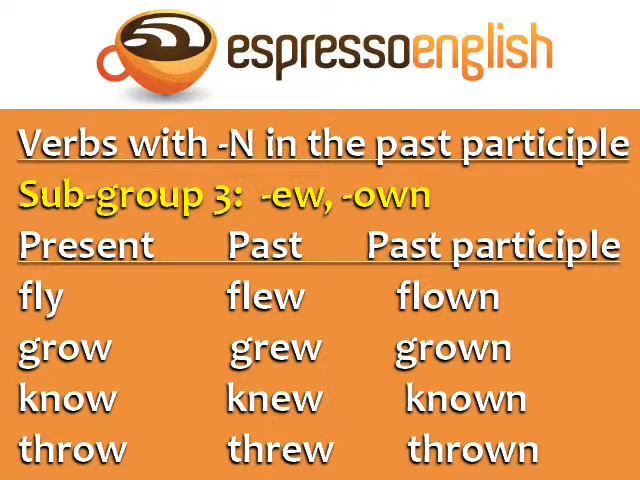 espressoenglish
Verbs with -N in the past participle
Sub-group 3: -ew, -own
Present Past Past participle
fly flew flown
grow grew grown
know knew known
throw threw thrown